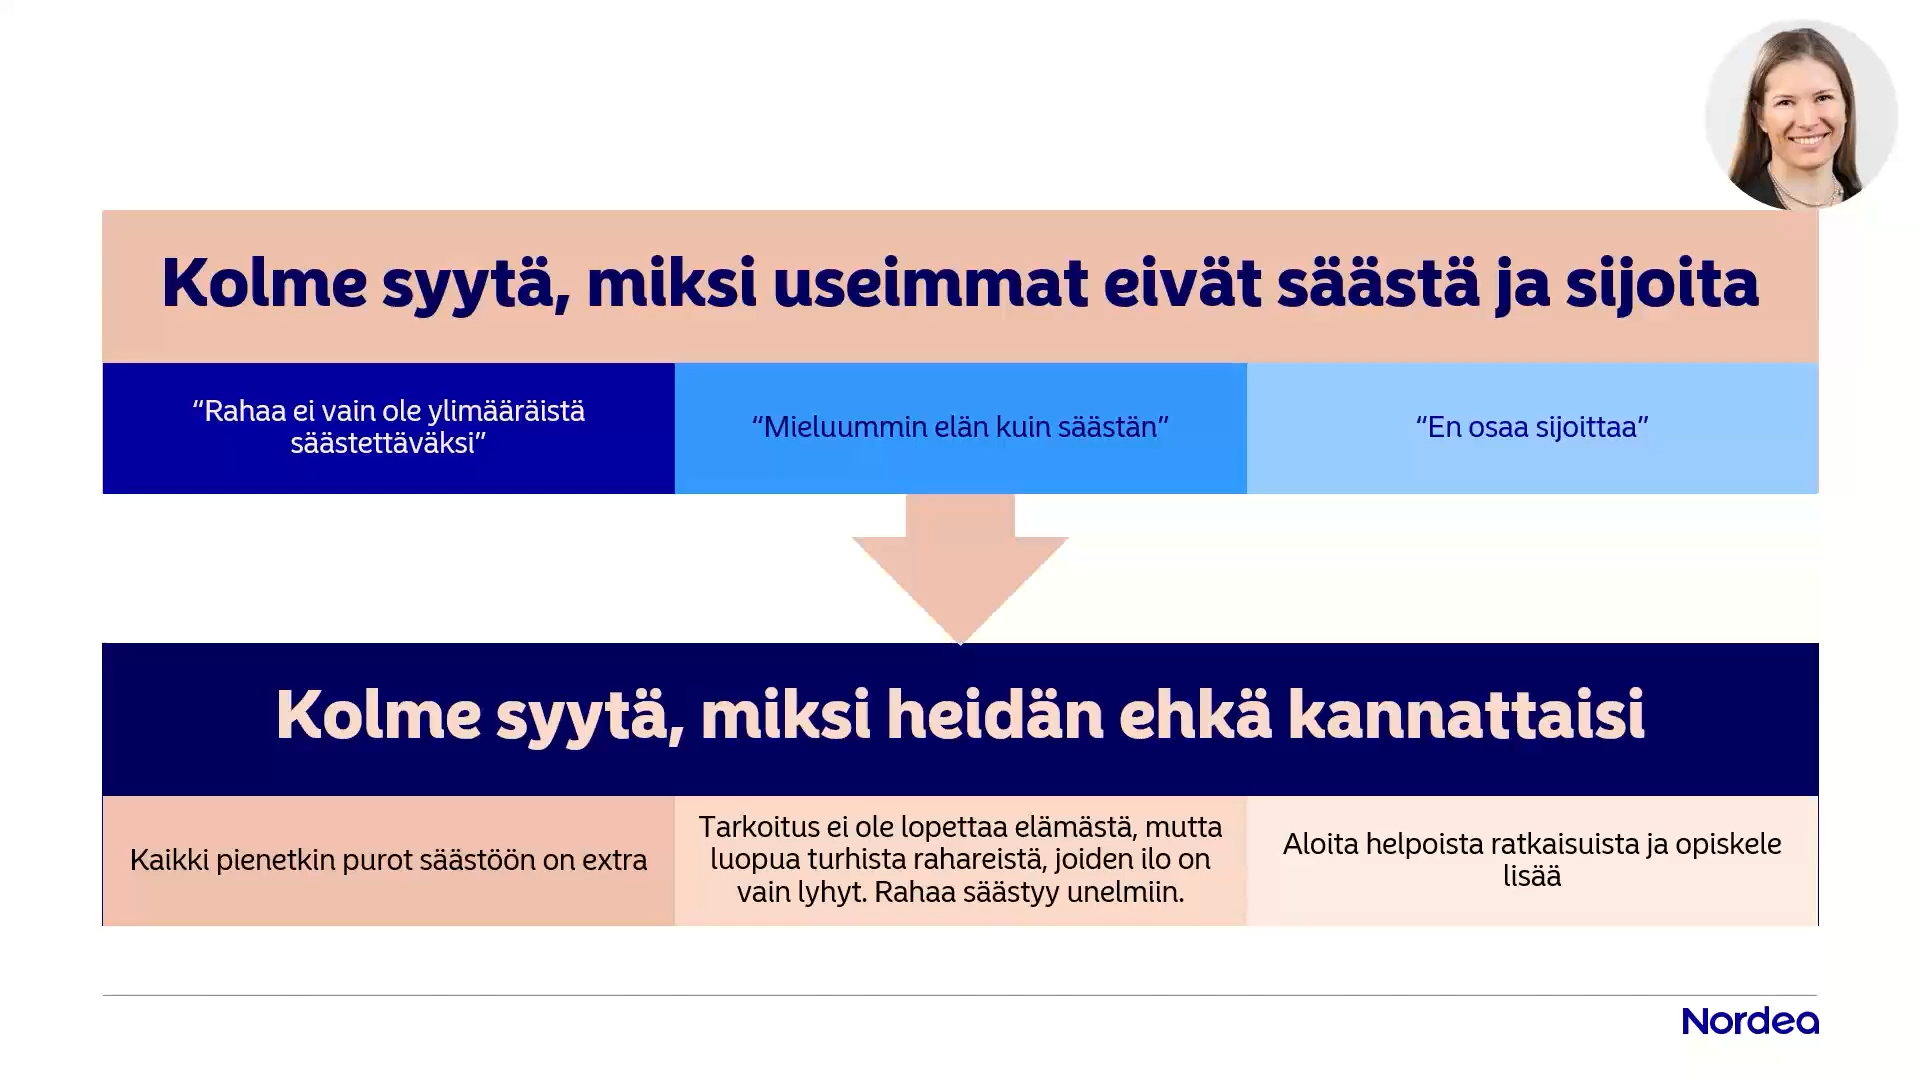 Kolme syytä, miksi useimmat eivät säästä ja sijoita
“Rahaa ei vain ole ylimääräistä
säästettäväksi”
“Mieluummin elän kuin säästän”
“En osaa sijoittaa”
Kolme syytä, miksi heidän ehkä kannattaisi
Kaikki pienetkin purot säästöön on extra
Tarkoitus ei ole lopettaa elämästä, mutta
luopua turhista rahareistä, joiden ilo on
vain lyhyt. Rahaa säästyy unelmiin.
Aloita helpoista ratkaisuista ja opiskele
lisää
Nordea